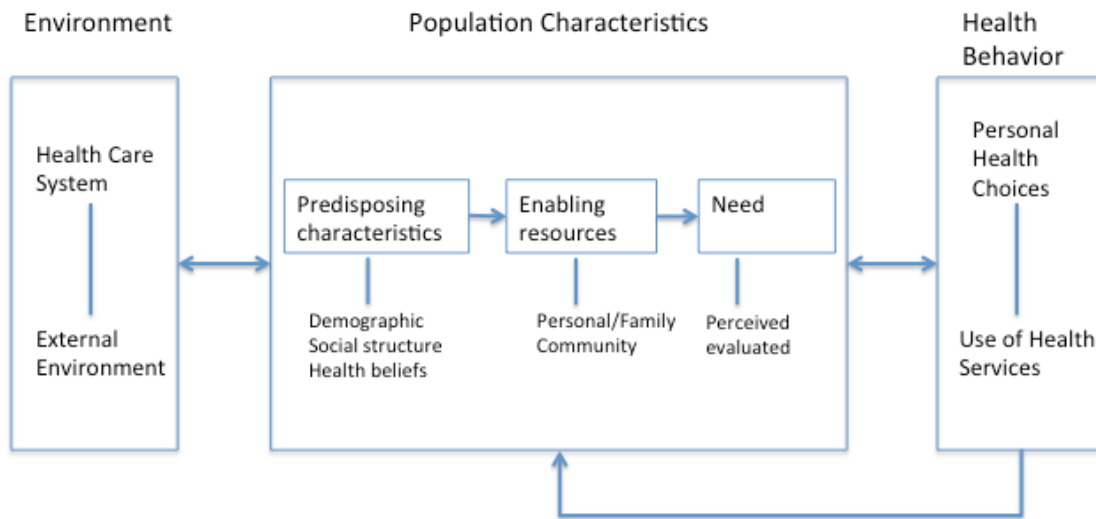 Environment
Population Characteristics
Health
Behavior
Health Care
System
External
Environment
Predisposing
characteristics
Enabling
resources
Need
Demographic
Social structure
Health beliefs
Personal/Family
Community
Perceived
evaluated
Personal
Health
Choices
Use of Health
Services